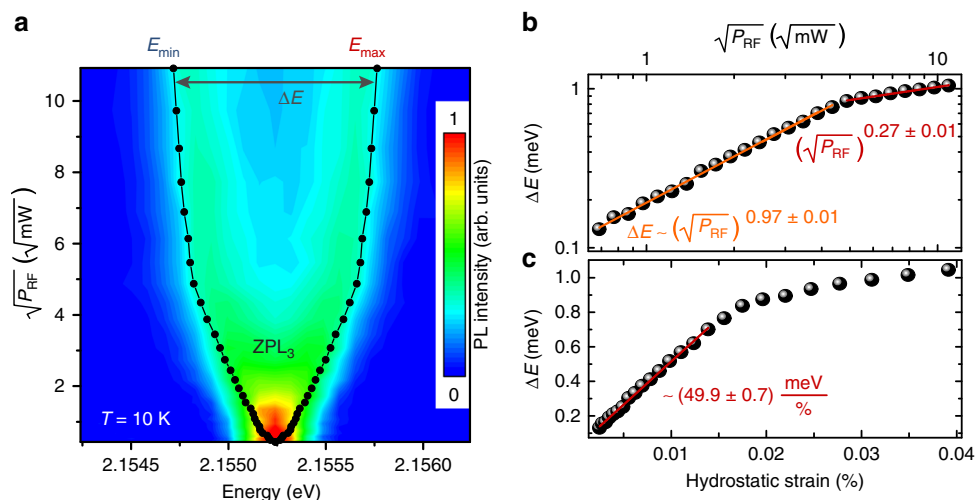 a
E_min
E_max
ΔE
10
8
6
4
2
√P_RF (√mW)
ZPL_3
T = 10 K
2.1545
2.1550
2.1555
2.1560
Energy (eV)
1
0
PL intensity (arb. units)
b
√P_RF (√mW)
1
10
1
0.1
ΔE (meV)
(√P_RF)^0.27 ± 0.01
ΔE ~ (√P_RF)^0.97 ± 0.01
c
1.0
0.8
0.6
0.4
0.2
ΔE (meV)
~ (49.9 ± 0.7) meV/%
0.01
0.02
0.03
0.04
Hydrostatic strain (%)